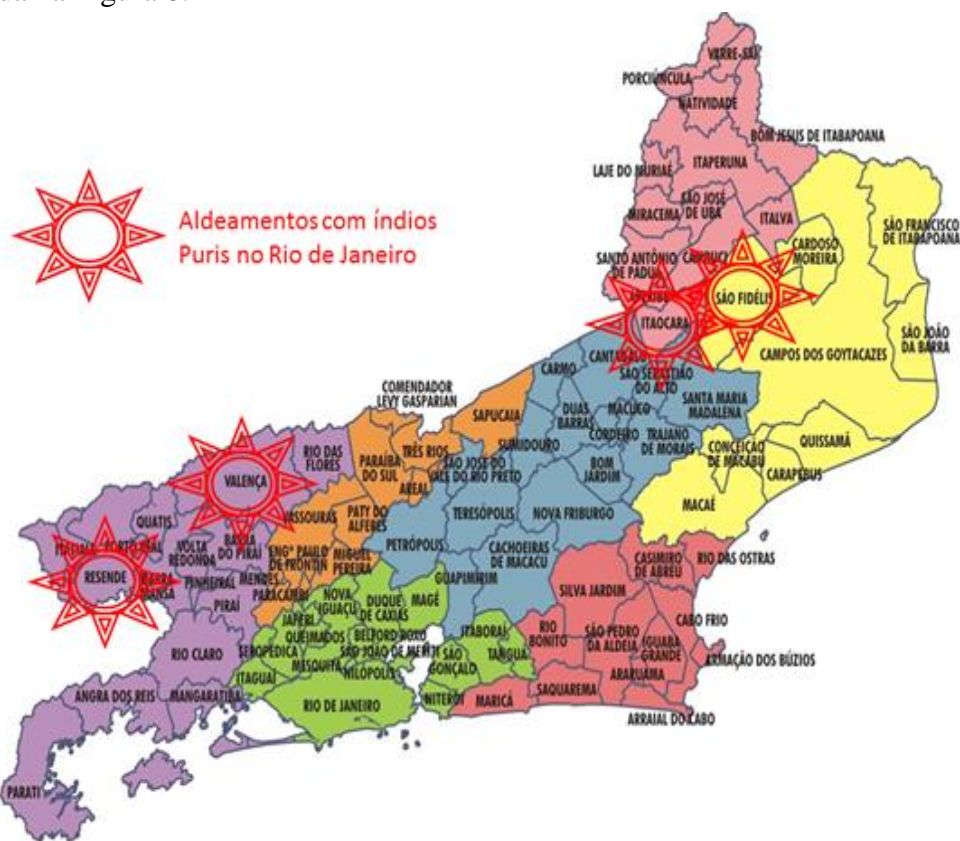 VARRE-SAI
PORCIÚNCULA
NATIVIDADE
BOM JESUS DE ITABAPOANA
LAJE DO MURIAÉ
ITAPERUNA
SÃO JOSÉ
DE UBÁ
MIRACEMA
ITALVA
SÃO FRANCISCO
DE ITABAPOANA
Aldeamentos com índios
Puris no Rio de Janeiro
CARDOSO
MOREIRA
SANTO ANTÔNIO
DE PÁDUA
SÃO FIDÉLIS
ITAOCARA
SÃO JOÃO
DA BARRA
CAMPOS DOS GOYTACAZES
CARMO
SÃO SEBASTIÃO
DO ALTO
COMENDADOR
LEVY GASPARIAN
SAPUCAIA
DUAS
BARRAS
MACUCO
CORDEIRO
SANTA MARIA
MADALENA
TRAJANO
DE MORAIS
RIO DAS
FLORES
PARAÍBA
DO SUL
TRÊS RIOS
AREAL
SUMIDOURO
SÃO JOSÉ DO
VALE DO RIO PRETO
BOM
JARDIM
CONCEIÇÃO
DE MACABU
QUISSAMÃ
CARAPEBUS
VALENÇA
MACAÉ
VASSOURAS
PATY DO
ALFERES
TERESÓPOLIS
NOVA FRIBURGO
QUATIS
VOLTA
REDONDA
BARRA
DO PIRAÍ
PETRÓPOLIS
CACHOEIRAS
DE MACACU
ENGº PAULO
DE FRONTIN
MIGUEL
PEREIRA
CASIMIRO
DE ABREU
RIO DAS OSTRAS
RESENDE
PINHEIRAL
MENDES
PARACAMBI
GUAPIMIRIM
SILVA JARDIM
PIRAÍ
NOVA
IGUAÇU
DUQUE
DE CAXIAS
MAGÉ
JAPERI
QUEIMADOS
BELFORD ROXO
SÃO JOÃO DE MERITI
ITABORAÍ
RIO
BONITO
SÃO PEDRO
DA ALDEIA
IGUABA
GRANDE
CABO FRIO
RIO CLARO
SEROPÉDICA
MESQUITA
NILÓPOLIS
SÃO
GONÇALO
TANGUÁ
ARMAÇÃO DOS BÚZIOS
ITAGUAÍ
ARARUAMA
ANGRA DOS REIS
MANGARATIBA
RIO DE JANEIRO
NITERÓI
MARICÁ
SAQUAREMA
ARRAIAL DO CABO
PARATI